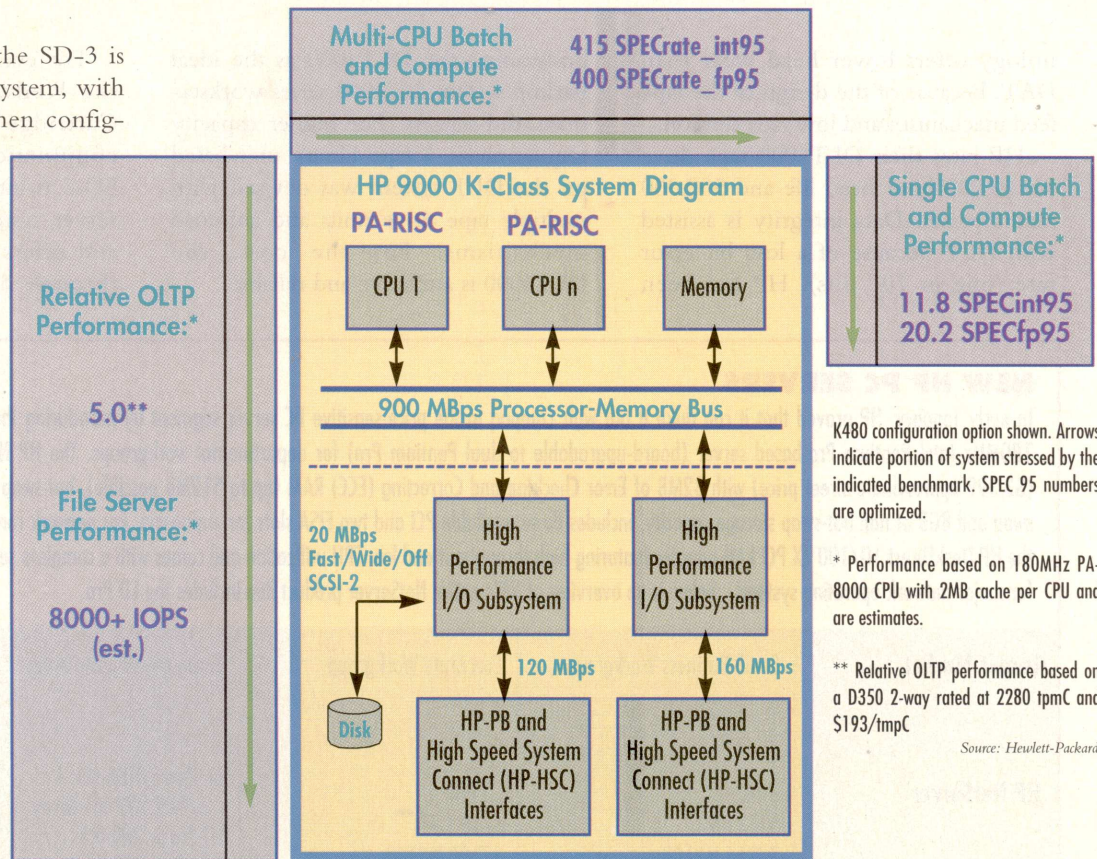 the SD-3 is
ystem, with
hen config-
Multi-CPU Batch
and Compute
Performance:*
415 SPECrate_int95
400 SPECrate_fp95
Relative OLTP
Performance:*
5.0**
File Server
Performance:*
8000+ IOPS
(est.)
HP 9000 K-Class System Diagram
PA-RISC
PA-RISC
CPU 1
CPU n
Memory
900 MBps Processor-Memory Bus
20 MBps
Fast/Wide/Off
SCSI-2
High
Performance
I/O Subsystem
High
Performance
I/O Subsystem
120 MBps
160 MBps
Disk
HP-PB and
High Speed System
Connect (HP-HSC)
Interfaces
HP-PB and
High Speed System
Connect (HP-HSC)
Interfaces
Single CPU Batch
and Compute
Performance:*
11.8 SPECint95
20.2 SPECfp95
K480 configuration option shown. Arrows
indicate portion of system stressed by the
indicated benchmark. SPEC 95 numbers
are optimized.
* Performance based on 180MHz PA-
8000 CPU with 2MB cache per CPU and
are estimates.
** Relative OLTP performance based on
a D350 2-way rated at 2280 tpmC and
$193/tmpC
Source: Hewlett-Packard